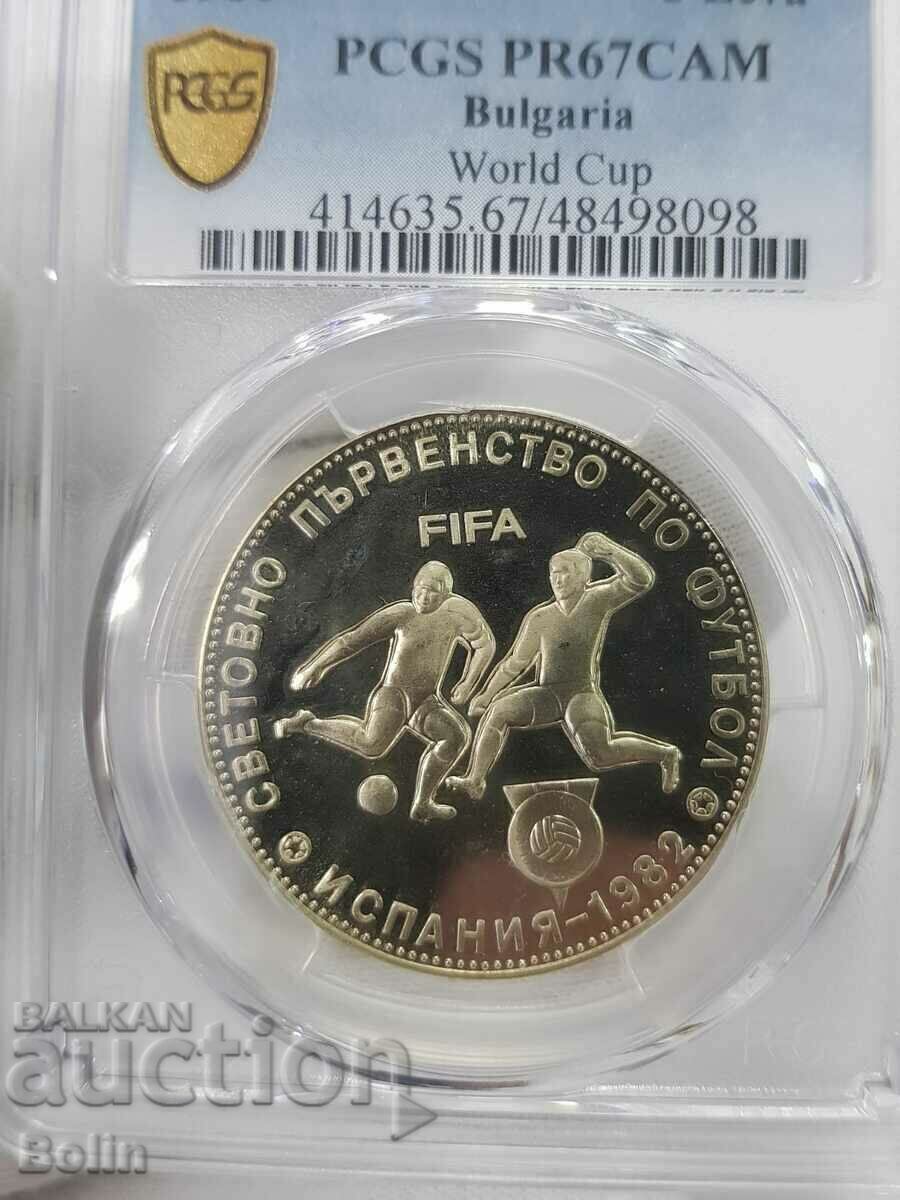 PCGS
PCGS PR67CAM
Bulgaria
World Cup
414635.67/48498098
СВЕТОВНО ПЪРВЕНСТВО ПО ФУТБОЛ
FIFA
ИСПАНИЯ-1982
BALKAN
auction
Bolin